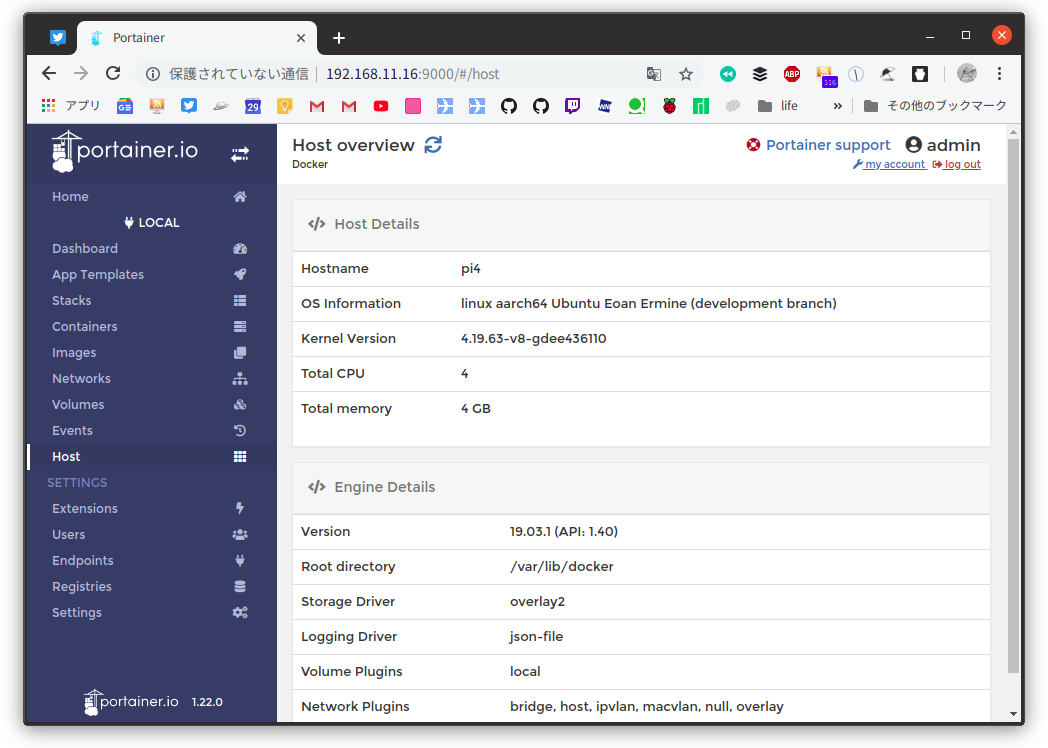 Portainer
保護されていない通信 192.168.11.16:9000/#/host
アプリ 29 life » その他のブックマーク
ABP
516
portainer.io
Home
LOCAL
Dashboard
App Templates
Stacks
Containers
Images
Networks
Volumes
Events
Host
SETTINGS
Extensions
Users
Endpoints
Registries
Settings
portainer.io 1.22.0
Host overview
Docker
Portainer support admin
my account log out
Host Details
Hostname pi4
OS Information linux aarch64 Ubuntu Eoan Ermine (development branch)
Kernel Version 4.19.63-v8-gdee436110
Total CPU 4
Total memory 4 GB
Engine Details
Version 19.03.1 (API: 1.40)
Root directory /var/lib/docker
Storage Driver overlay2
Logging Driver json-file
Volume Plugins local
Network Plugins bridge, host, ipvlan, macvlan, null, overlay